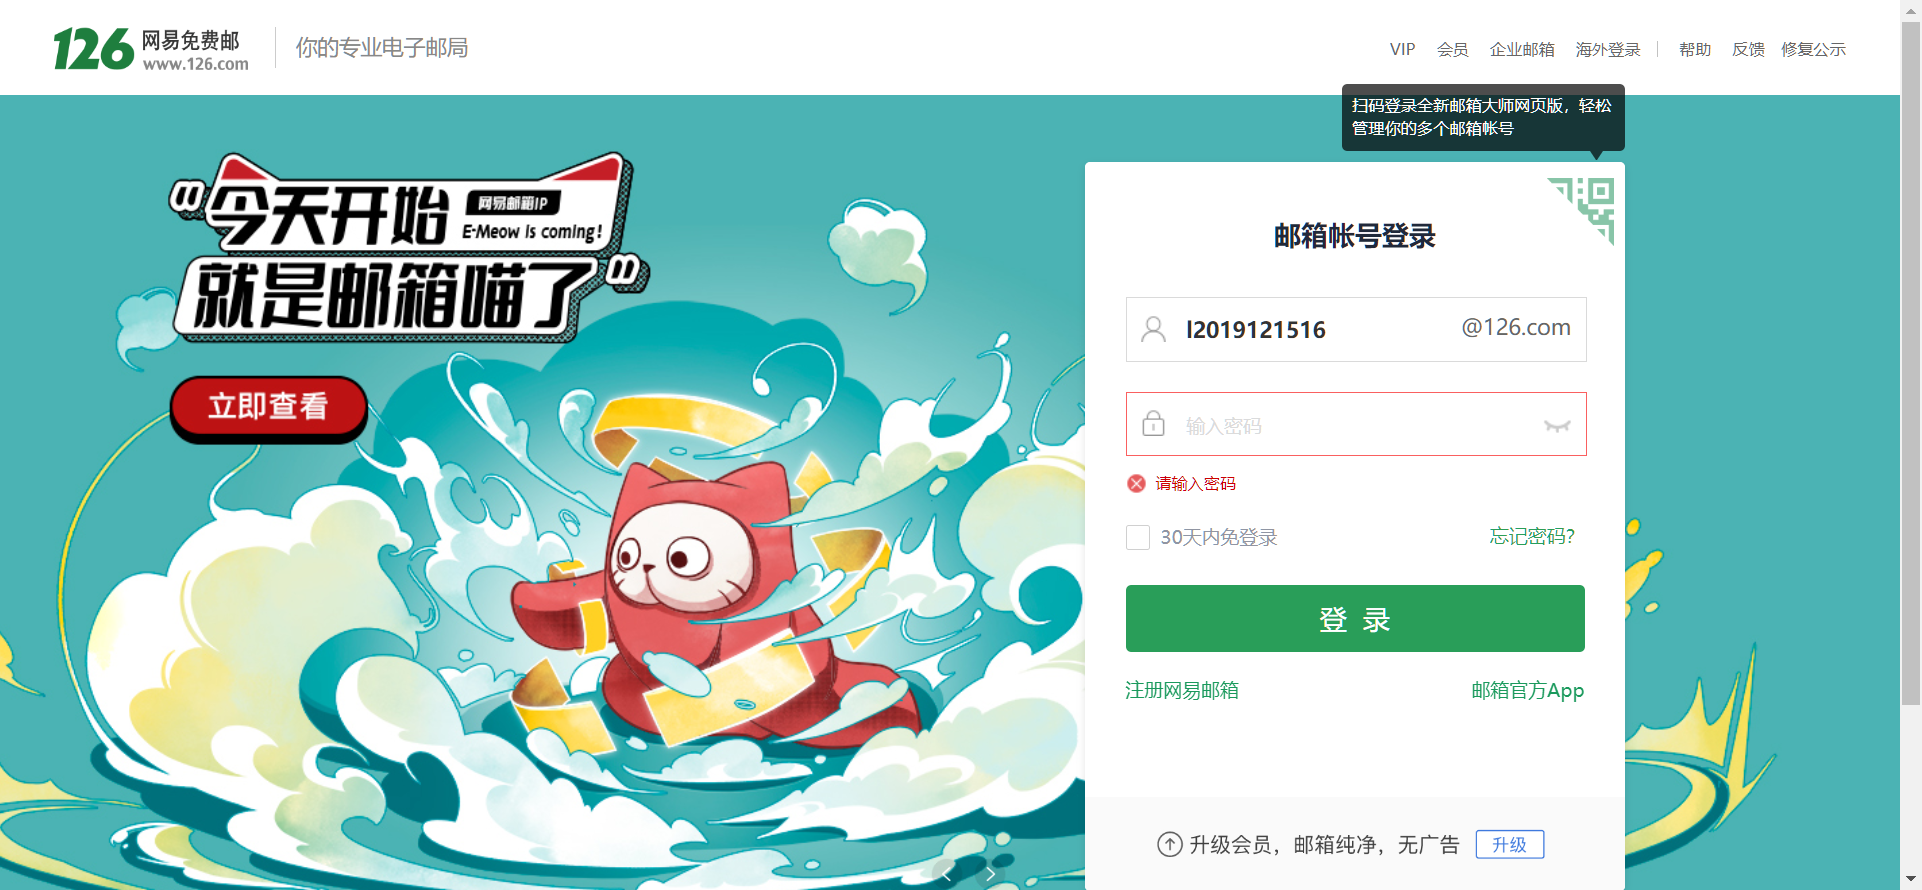 126 网易免费邮
www.126.com
你的专业电子邮局
VIP 会员 企业邮箱 海外登录 帮助 反馈 修复公示
扫码登录全新邮箱大师网页版，轻松
管理你的多个邮箱帐号
“今天开始
网易邮箱IP
E-Meow is coming!
就是邮箱喵了”
立即查看
邮箱帐号登录
l2019121516 @126.com
输入密码
请输入密码
30天内免登录 忘记密码?
登 录
注册网易邮箱 邮箱官方App
升级会员，邮箱纯净，无广告 升级